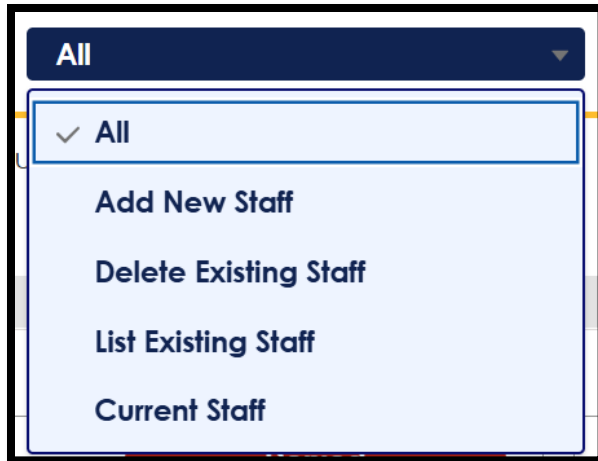 All
All
Add New Staff
Delete Existing Staff
List Existing Staff
Current Staff